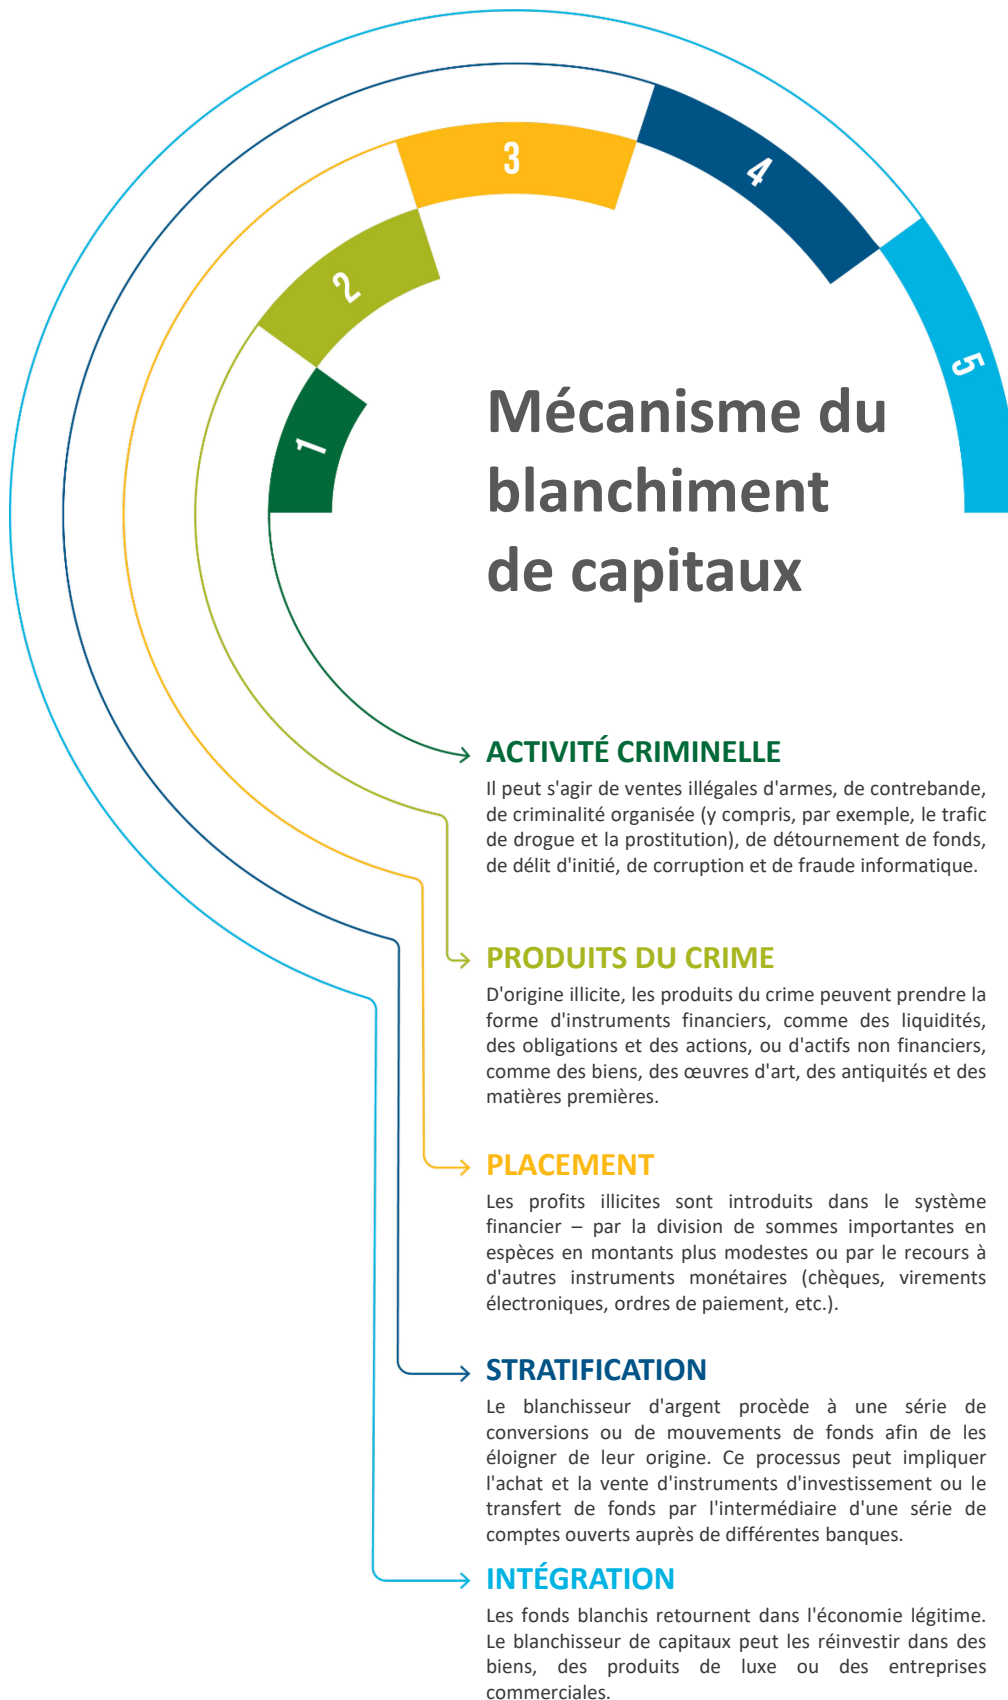 3
4
2
5
1
Mécanisme du
blanchiment
de capitaux
ACTIVITÉ CRIMINELLE
Il peut s'agir de ventes illégales d'armes, de contrebande,
de criminalité organisée (y compris, par exemple, le trafic
de drogue et la prostitution), de détournement de fonds,
de délit d'initié, de corruption et de fraude informatique.
PRODUITS DU CRIME
D'origine illicite, les produits du crime peuvent prendre la
forme d'instruments financiers, comme des liquidités,
des obligations et des actions, ou d'actifs non financiers,
comme des biens, des œuvres d'art, des antiquités et des
matières premières.
PLACEMENT
Les profits illicites sont introduits dans le système
financier – par la division de sommes importantes en
espèces en montants plus modestes ou par le recours à
d'autres instruments monétaires (chèques, virements
électroniques, ordres de paiement, etc.).
STRATIFICATION
Le blanchisseur d'argent procède à une série de
conversions ou de mouvements de fonds afin de les
éloigner de leur origine. Ce processus peut impliquer
l'achat et la vente d'instruments d'investissement ou le
transfert de fonds par l'intermédiaire d'une série de
comptes ouverts auprès de différentes banques.
INTÉGRATION
Les fonds blanchis retournent dans l'économie légitime.
Le blanchisseur de capitaux peut les réinvestir dans des
biens, des produits de luxe ou des entreprises
commerciales.